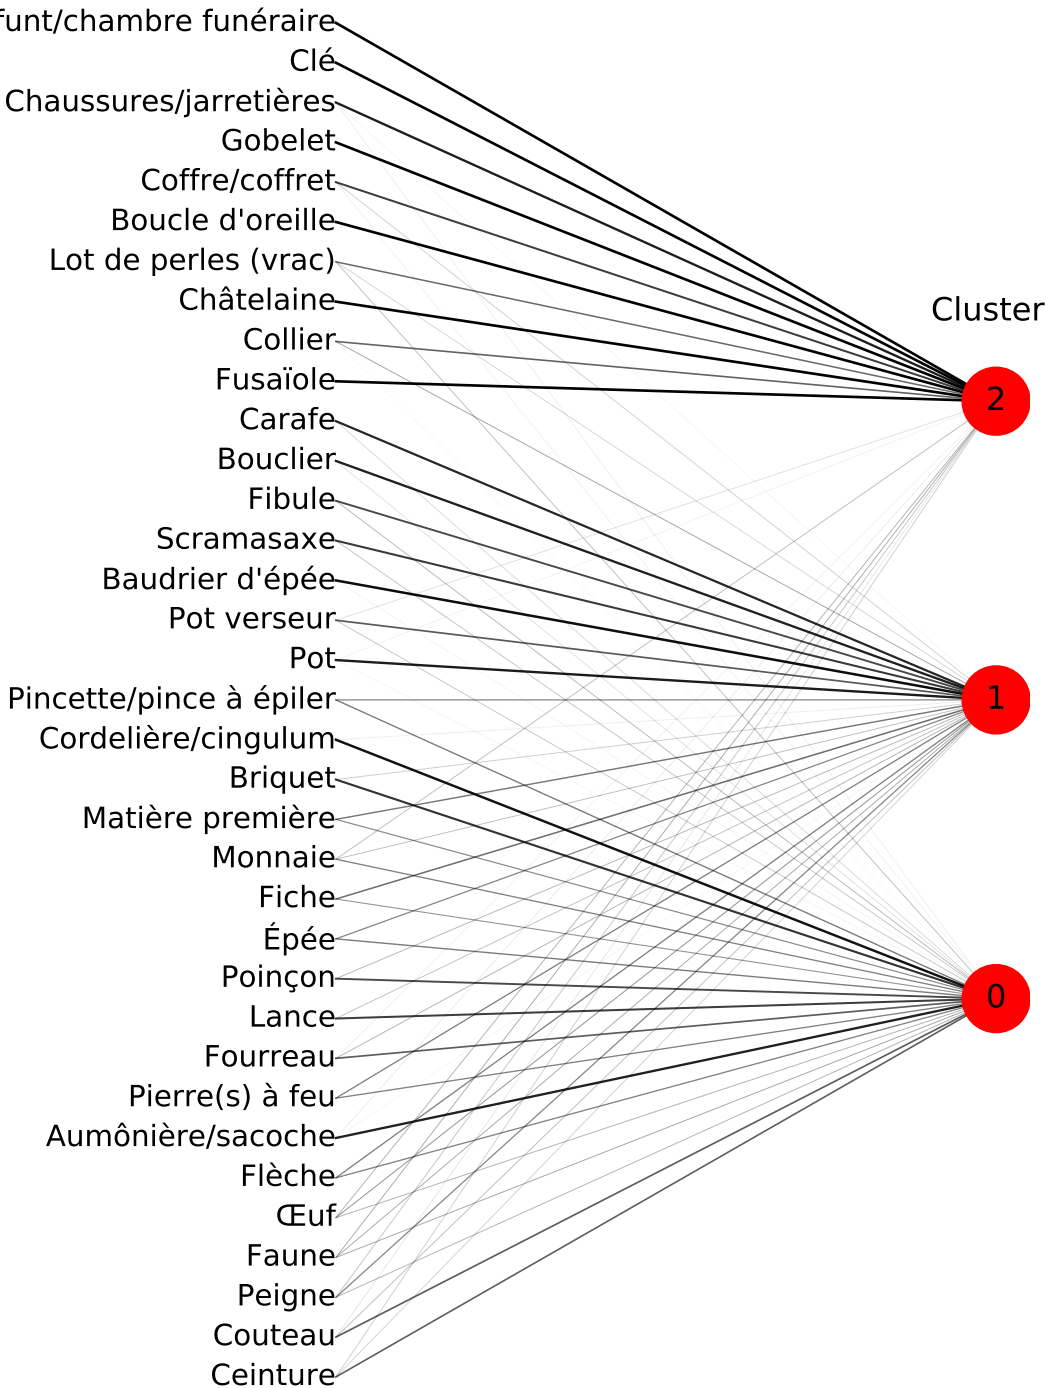 funt/chambre funéraire
Clé
Chaussures/jarretières
Gobelet
Coffre/coffret
Boucle d'oreille
Lot de perles (vrac)
Châtelaine
Collier
Fusaïole
Carafe
Bouclier
Fibule
Scramasaxe
Baudrier d'épée
Pot verseur
Pot
Pincette/pince à épiler
Cordelière/cingulum
Briquet
Matière première
Monnaie
Fiche
Épée
Poinçon
Lance
Fourreau
Pierre(s) à feu
Aumônière/sacoche
Flèche
Œuf
Faune
Peigne
Couteau
Ceinture
Cluster
2
1
0